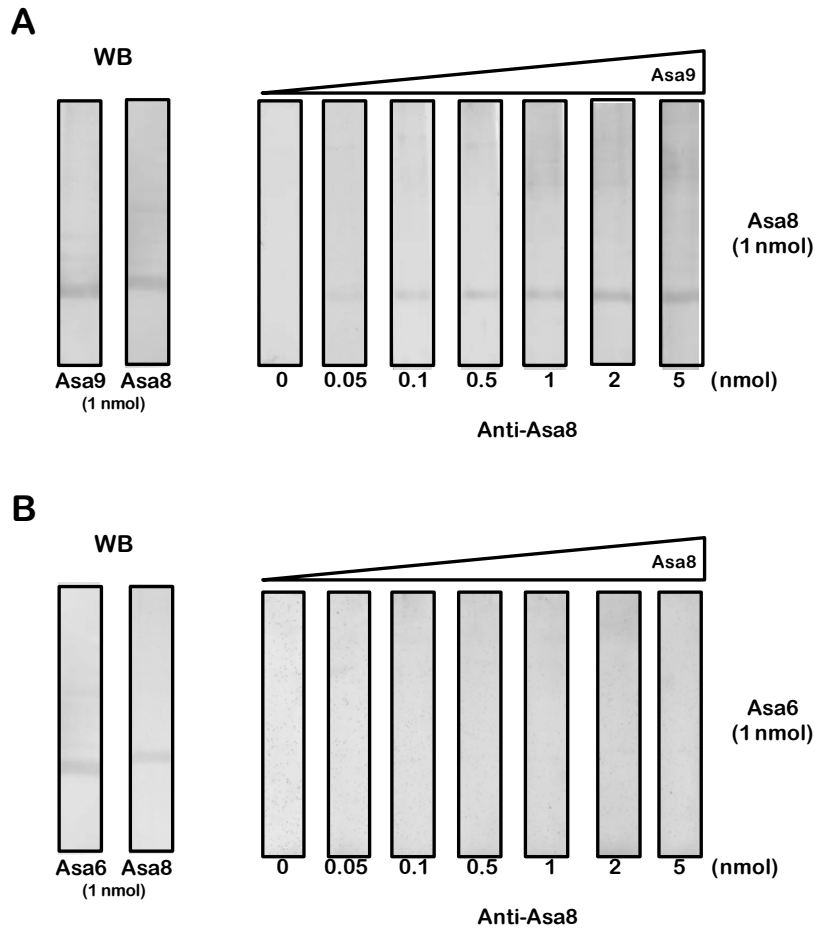 A
WB
Asa9
Asa8
(1 nmol)
Asa9 Asa8
(1 nmol)
0 0.05 0.1 0.5 1 2 5 (nmol)
Anti-Asa8
B
WB
Asa8
Asa6
(1 nmol)
Asa6 Asa8
(1 nmol)
0 0.05 0.1 0.5 1 2 5 (nmol)
Anti-Asa8